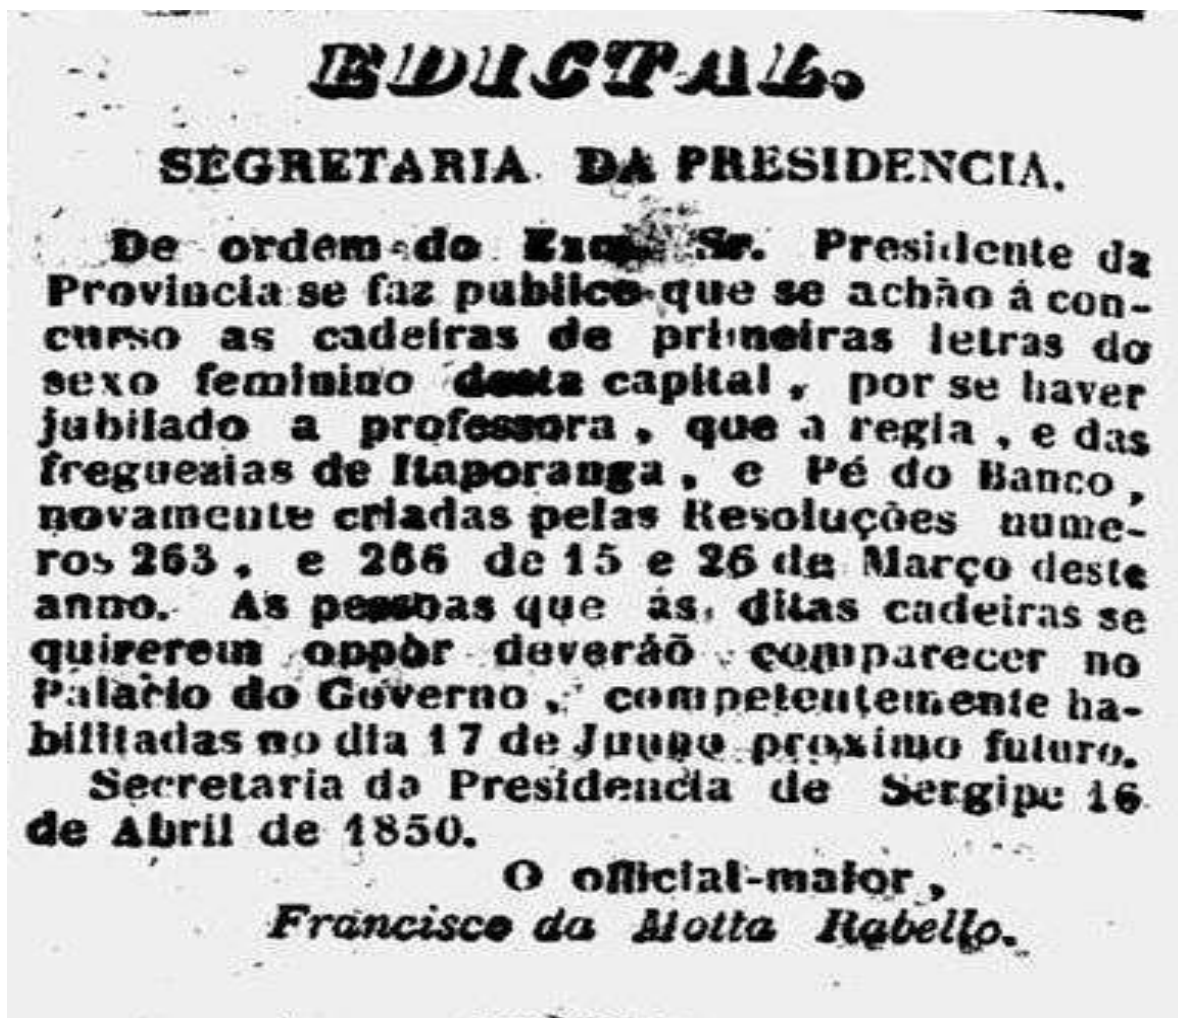 EDICTAL.
SEGRETARIA DA PRESIDENCIA.
De ordem do Exm. Sr. Presidente da
Provincia se faz publico que se achão á con-
curso as cadeiras de primeiras letras do
sexo feminino desta capital, por se haver
jubilado a professora, que a regia, e das
freguezias de Itaporanga, e Pé do Banco,
novamente criadas pelas Resoluções nume-
ros 263, e 266 de 15 e 26 de Março deste
anno. As pessoas que ás ditas cadeiras se
quizerem oppôr deveráõ comparecer no
Palacio do Governo, competentemente ha-
bilitadas no dia 17 de Junho proximo futuro.
Secretaria da Presidencia de Sergipe 16
de Abril de 1850.
O official-maior,
Francisco da Motta Rabello.